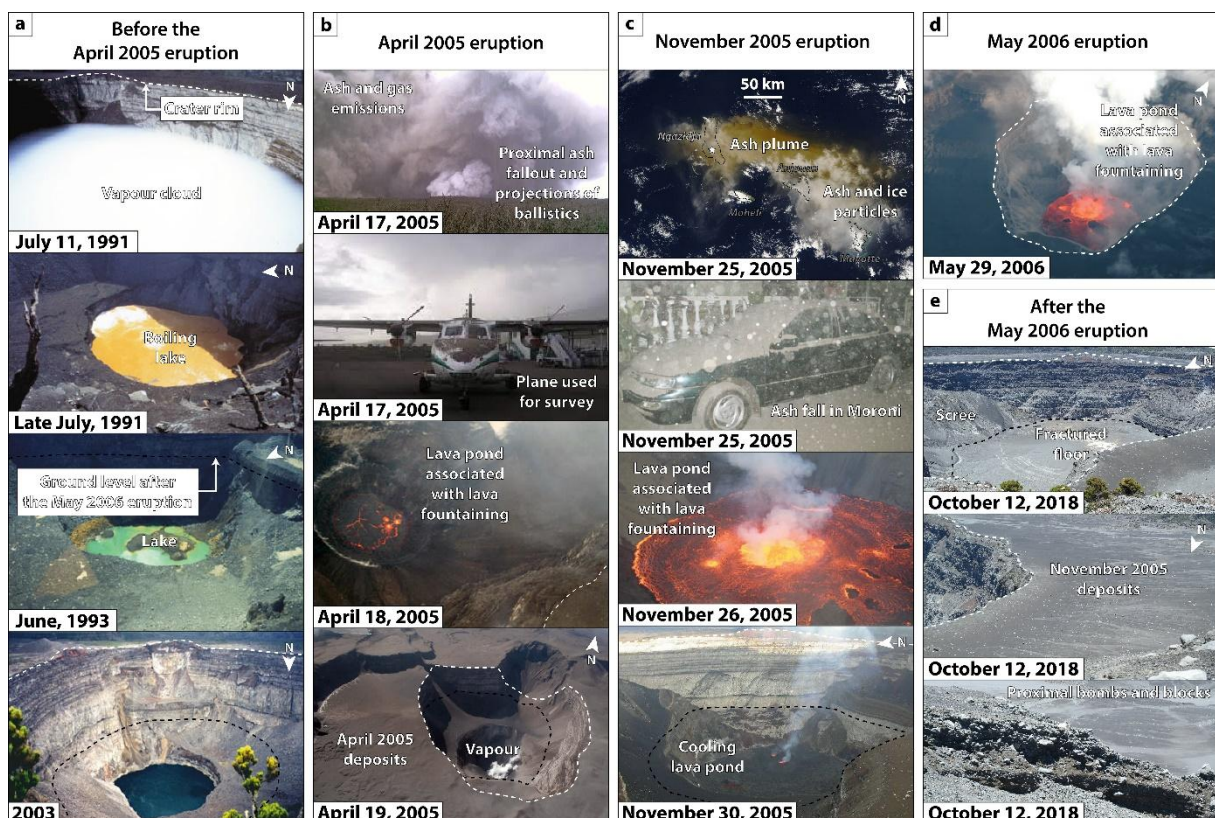 a
Before the
April 2005 eruption
N
Crater rim
Vapour cloud
July 11, 1991
N
Boiling
lake
Late July, 1991
N
Ground level after
the May 2006 eruption
Lake
June, 1993
N
2003
b
April 2005 eruption
Ash and gas
emissions
Proximal ash
fallout and
projections of
ballistics
April 17, 2005
Plane used
for survey
April 17, 2005
Lava pond
associated
with lava
fountaining
April 18, 2005
N
April 2005
deposits
Vapour
April 19, 2005
c
November 2005 eruption
50 km
N
Ngazidja
Ash plume
Anjouan
Ash and ice
particles
Moheli
Mayotte
November 25, 2005
Ash fall in Moroni
November 25, 2005
Lava pond
associated
with lava
fountaining
November 26, 2005
N
Cooling
lava pond
November 30, 2005
d
May 2006 eruption
N
Lava pond
associated
with lava
fountaining
May 29, 2006
e
After the
May 2006 eruption
N
Scree
Fractured
floor
October 12, 2018
N
November 2005
deposits
October 12, 2018
Proximal bombs and blocks
October 12, 2018